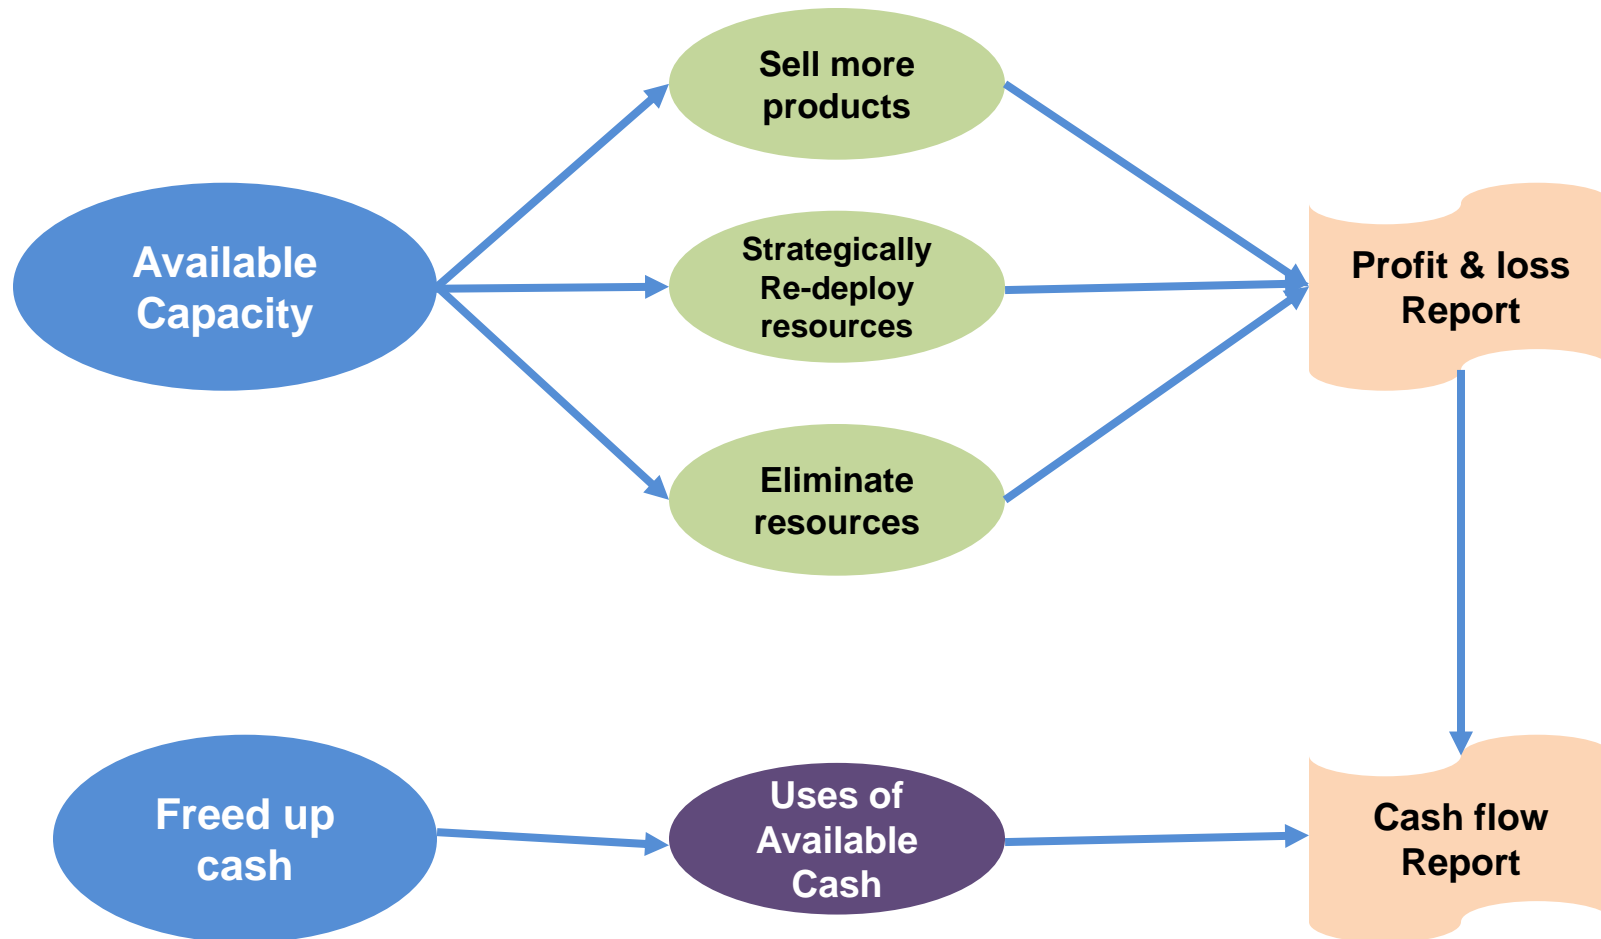 Sell more
products
Available
Capacity
Strategically
Re-deploy
resources
Profit & loss
Report
Eliminate
resources
Freed up
cash
Uses of
Available
Cash
Cash flow
Report